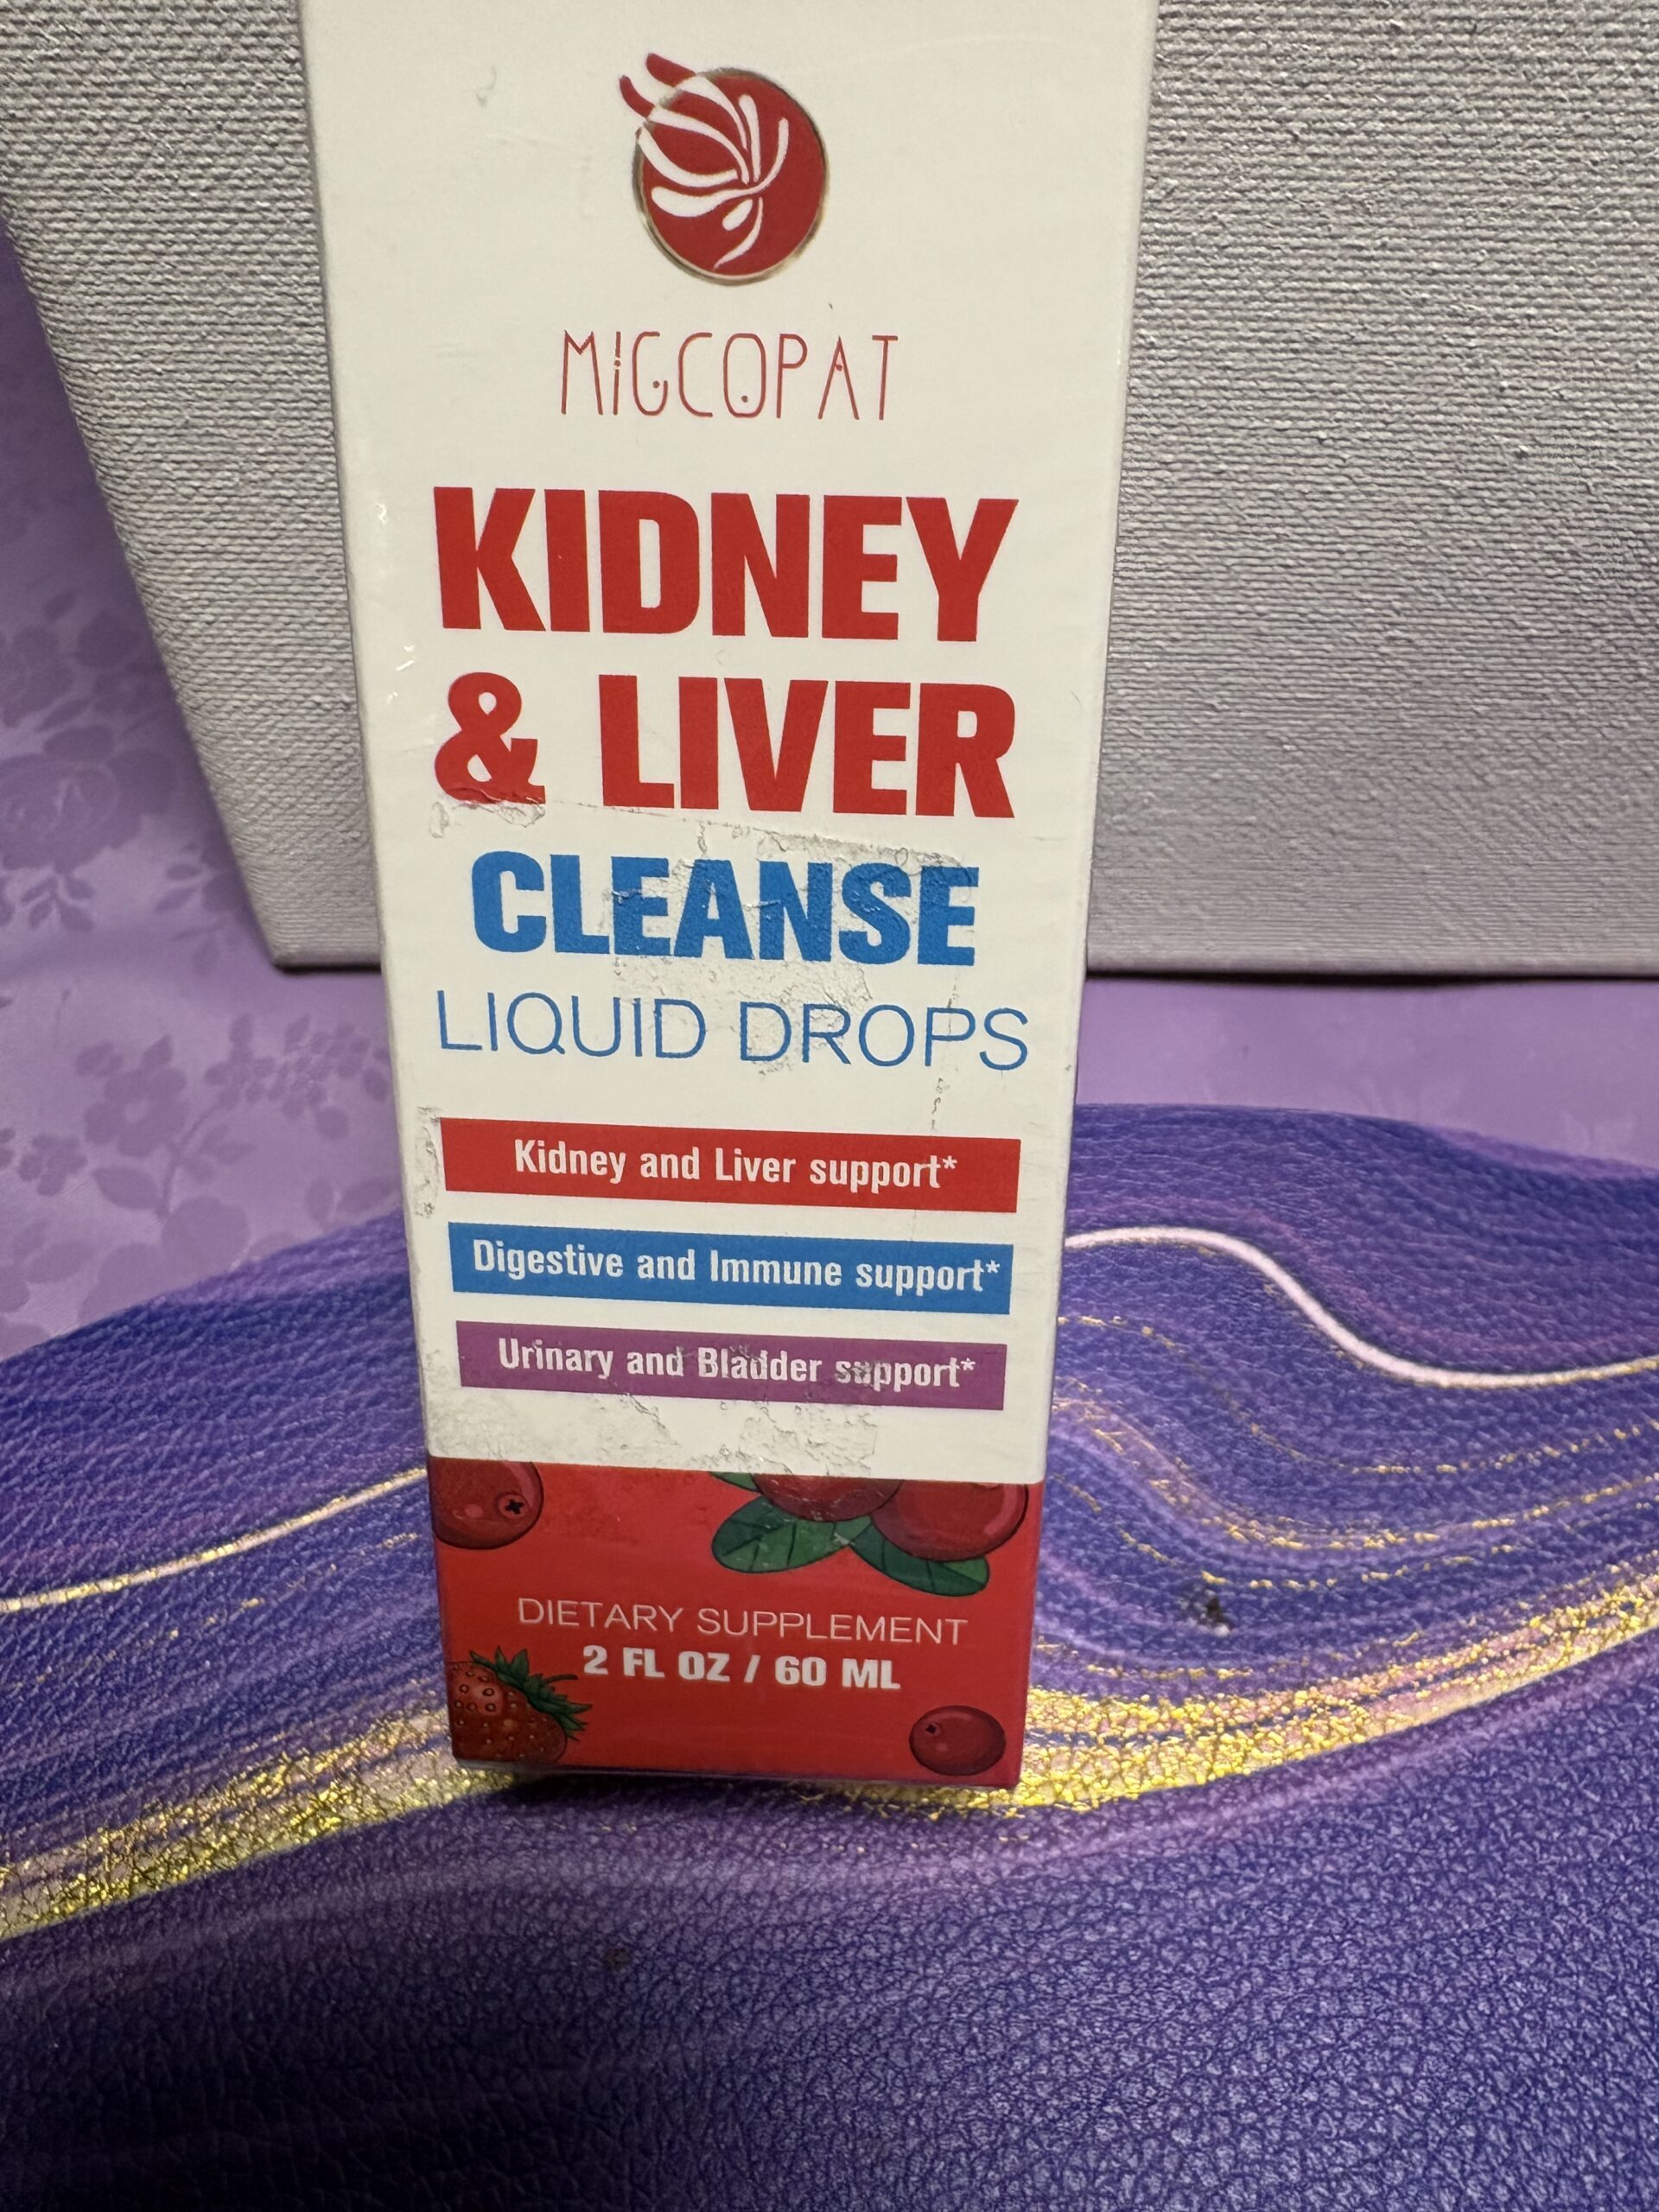 MIGCOPAT
KIDNEY
& LIVER
CLEANSE
LIQUID DROPS
Kidney and Liver support*
Digestive and Immune support*
Urinary and Bladder support*
DIETARY SUPPLEMENT
2 FL OZ / 60 ML